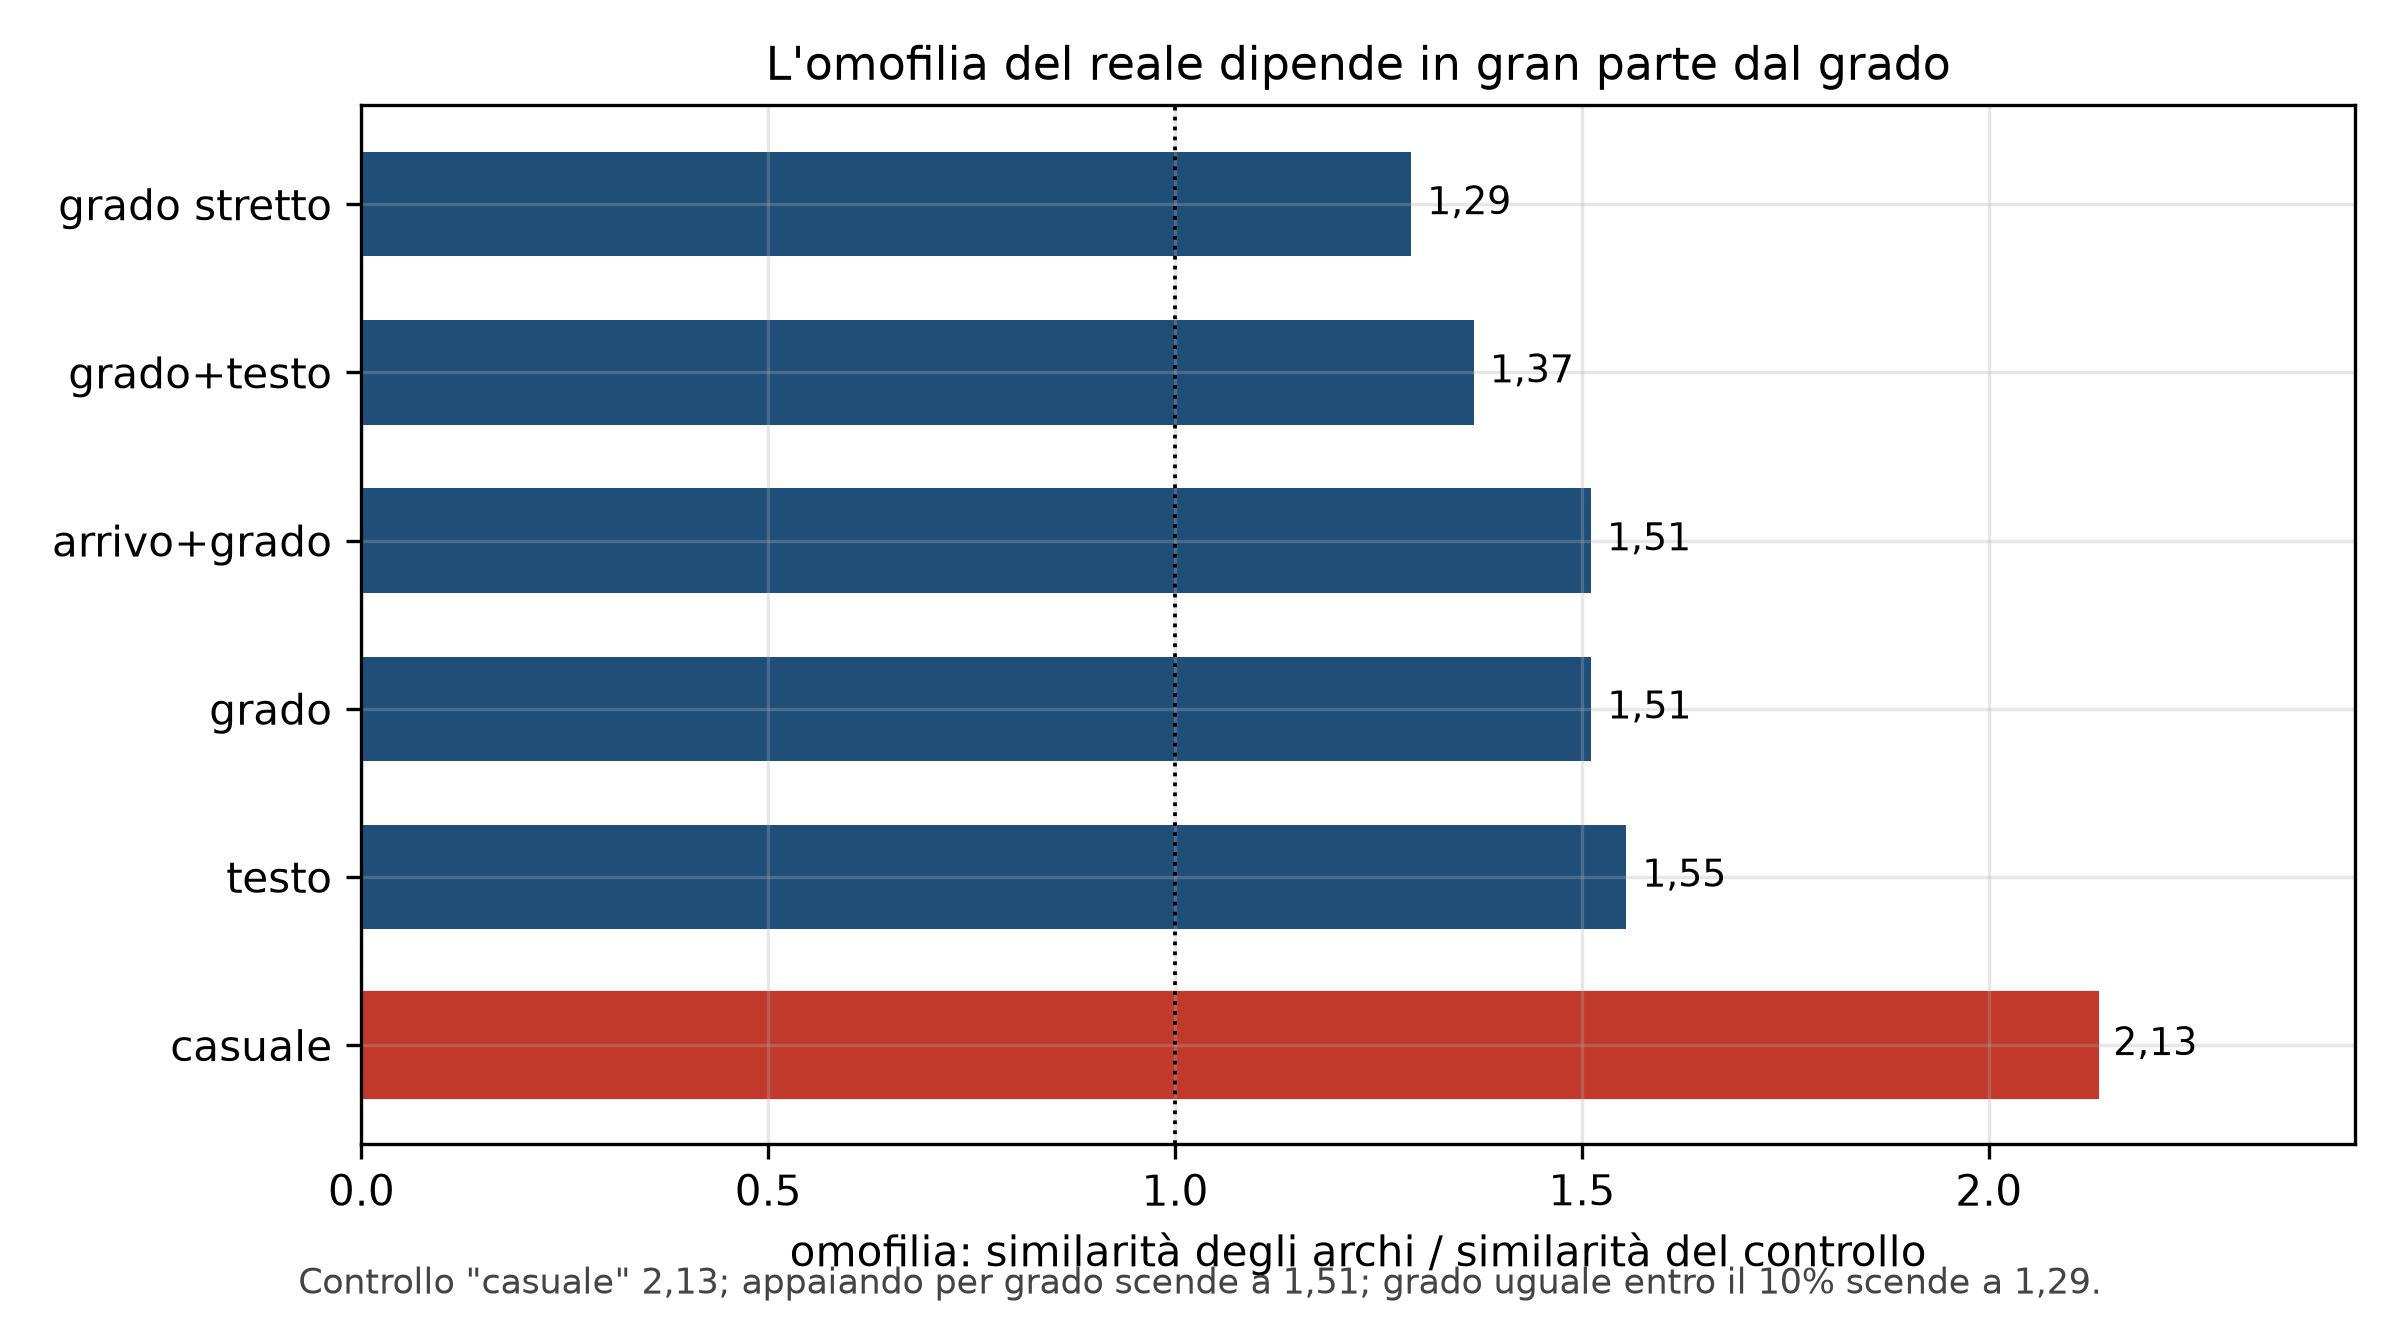 L'omofilia del reale dipende in gran parte dal grado
grado stretto
1,29
grado+testo
1,37
arrivo+grado
1,51
grado
1,51
testo
1,55
casuale
2,13
0.0 0.5 1.0 1.5 2.0
omofilia: similarità degli archi / similarità del controllo
Controllo "casuale" 2,13; appaiando per grado scende a 1,51; grado uguale entro il 10% scende a 1,29.